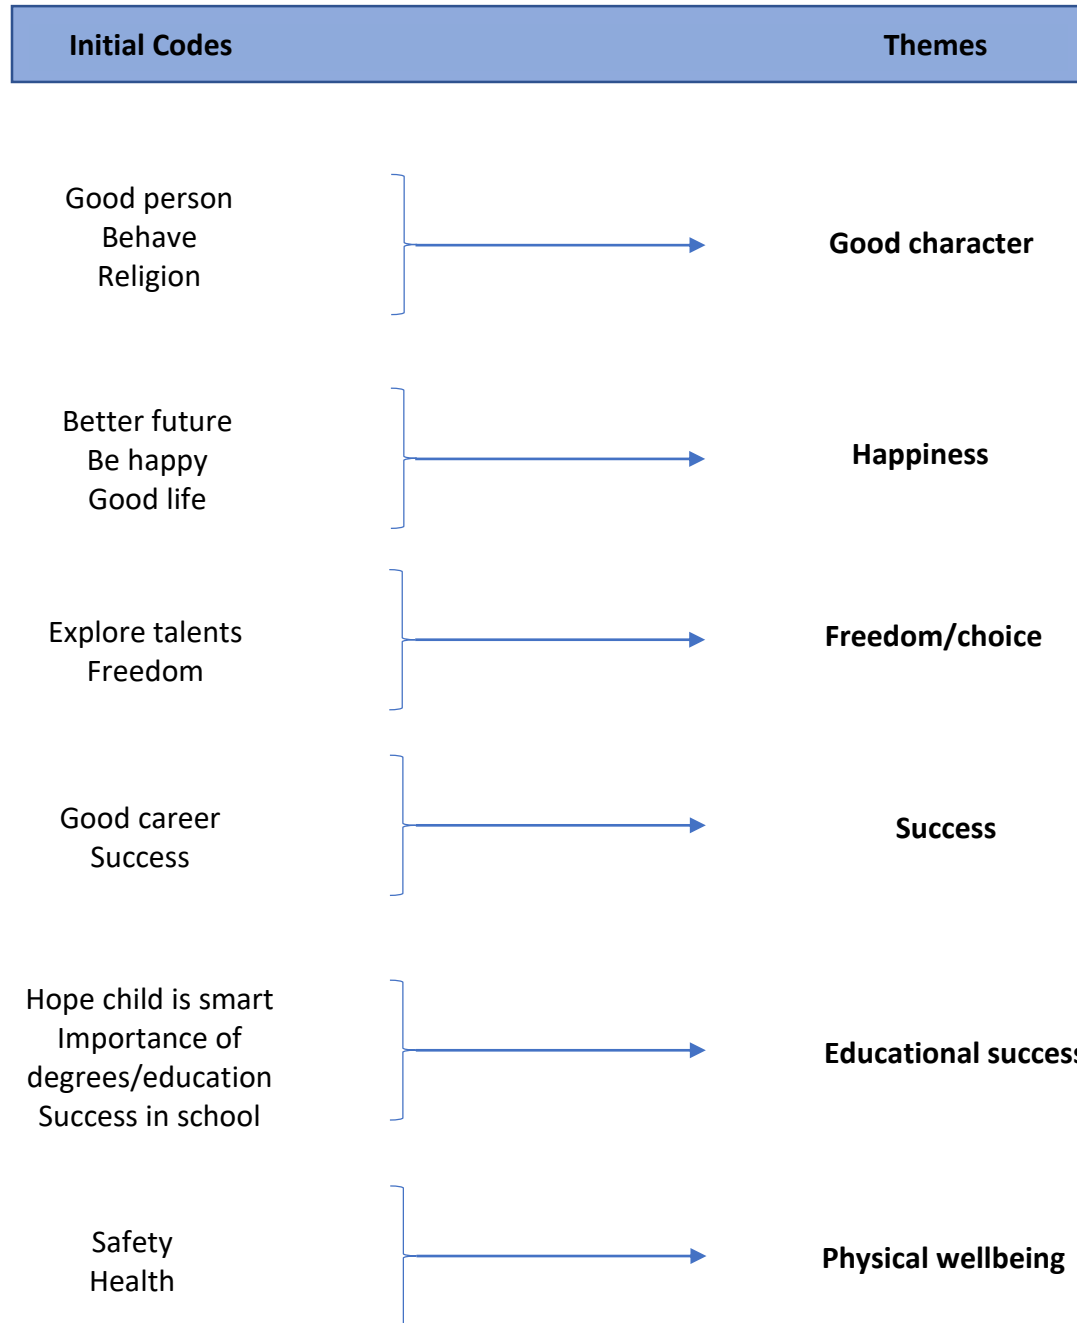 Initial Codes Themes
Good person
Behave
Religion
Good character
Better future
Be happy
Good life
Happiness
Explore talents
Freedom
Freedom/choice
Good career
Success
Success
Hope child is smart
Importance of
degrees/education
Success in school
Educational success
Safety
Health
Physical wellbeing